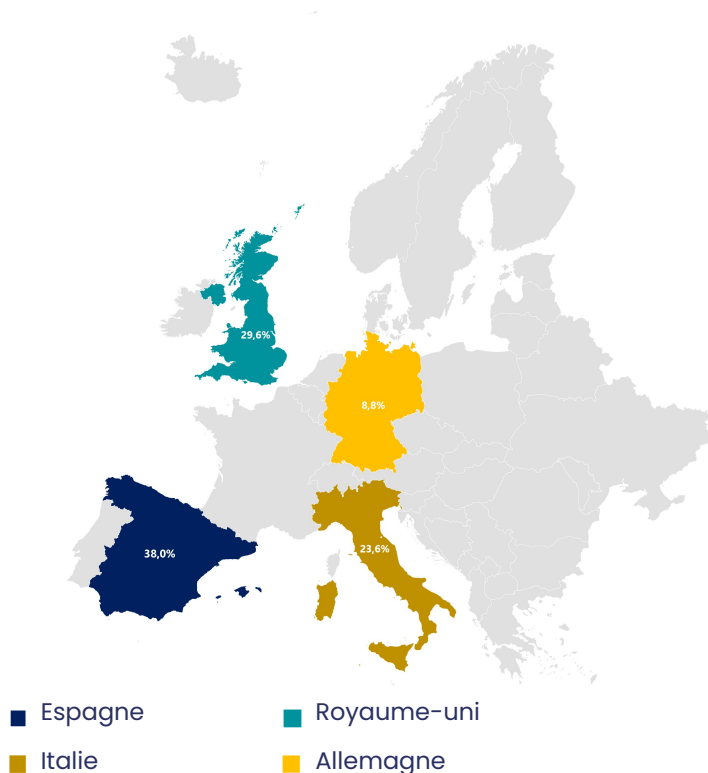 29,6%
8,8%
38,0%
23,6%
Espagne
Royaume-uni
Italie
Allemagne